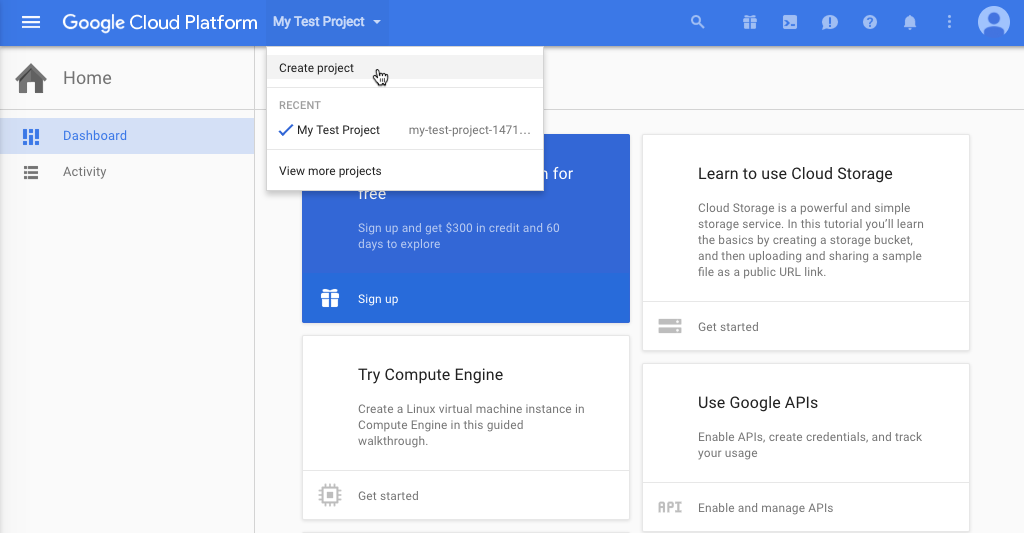 Google Cloud Platform
My Test Project
Create project
RECENT
My Test Project
my-test-project-1471...
View more projects
Home
Dashboard
Activity
for
free
Sign up and get $300 in credit and 60
days to explore
Sign up
Learn to use Cloud Storage
Cloud Storage is a powerful and simple
storage service. In this tutorial you'll learn
the basics by creating a storage bucket,
and then uploading and sharing a sample
file as a public URL link.
Get started
Try Compute Engine
Create a Linux virtual machine instance in
Compute Engine in this guided
walkthrough.
Get started
Use Google APIs
Enable APIs, create credentials, and track
your usage
API
Enable and manage APIs